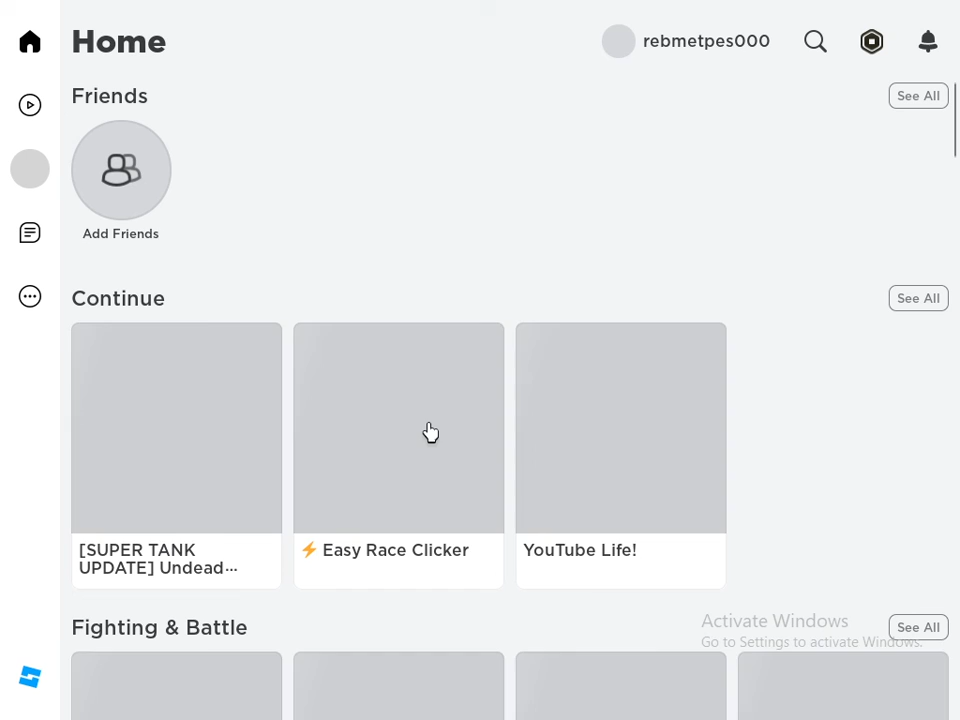 Home
rebmetpes000
Friends
See All
Add Friends
Continue
See All
[SUPER TANK
UPDATE] Undead...
⚡ Easy Race Clicker
YouTube Life!
Fighting & Battle
See All
Activate Windows
Go to Settings to activate Windows.